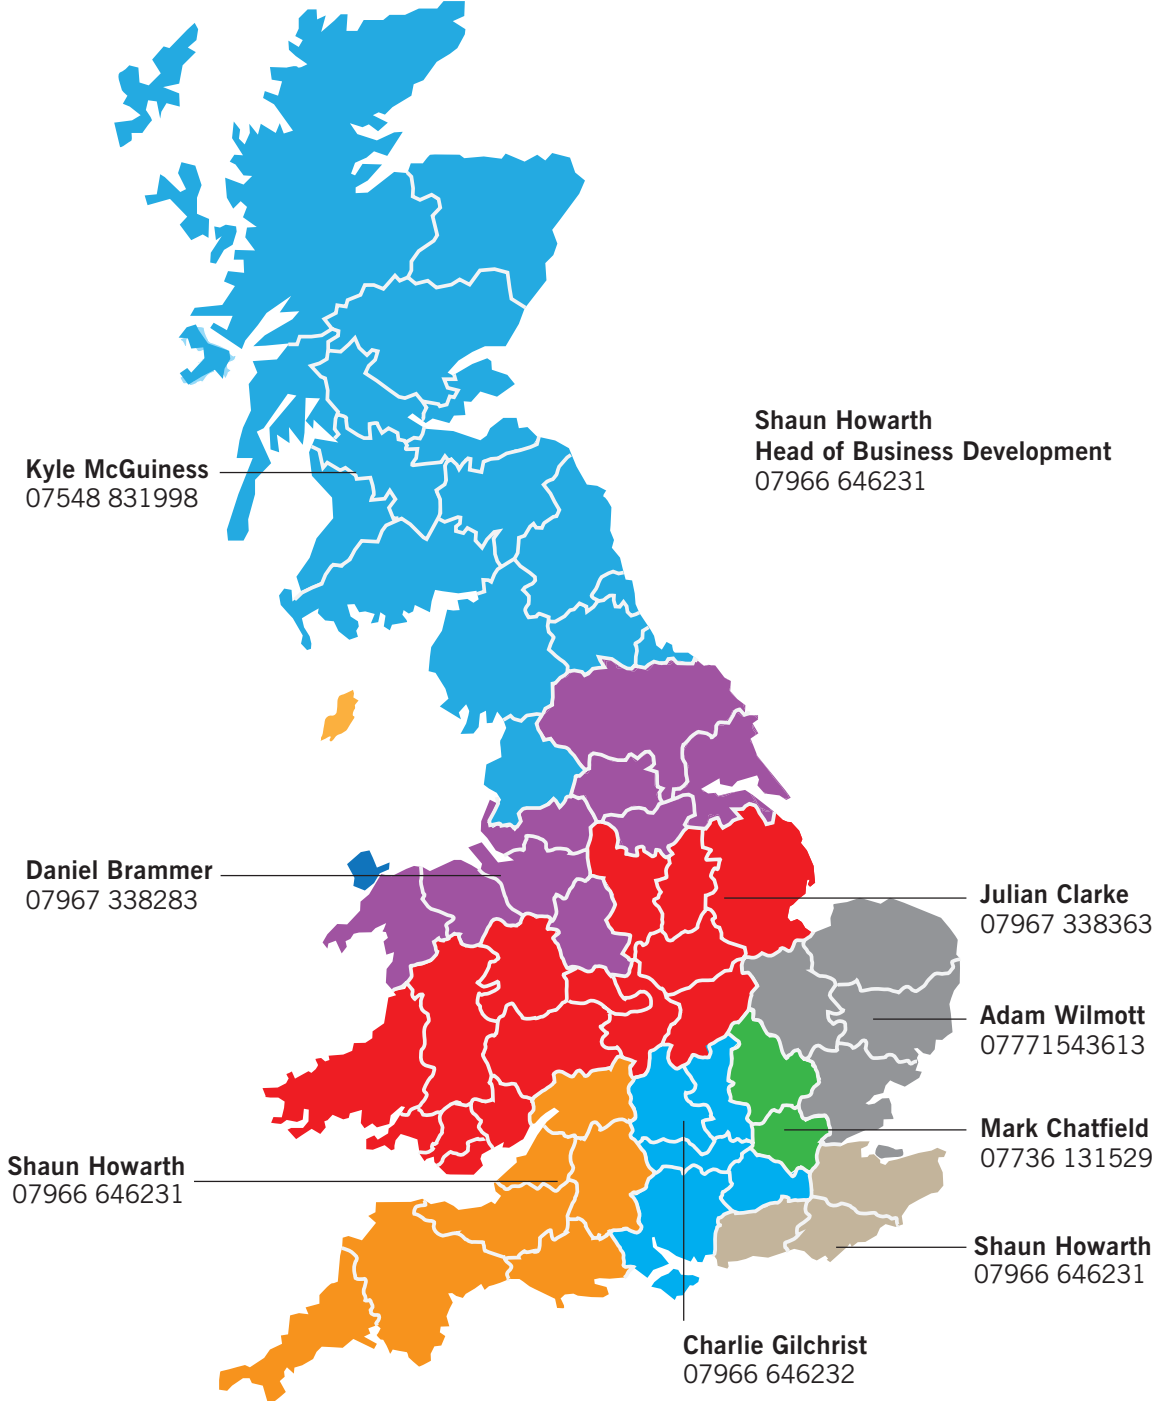 Shaun Howarth
Head of Business Development
07966 646231
Kyle McGuiness
07548 831998
Daniel Brammer
07967 338283
Julian Clarke
07967 338363
Adam Wilmott
07771543613
Mark Chatfield
07736 131529
Shaun Howarth
07966 646231
Shaun Howarth
07966 646231
Charlie Gilchrist
07966 646232